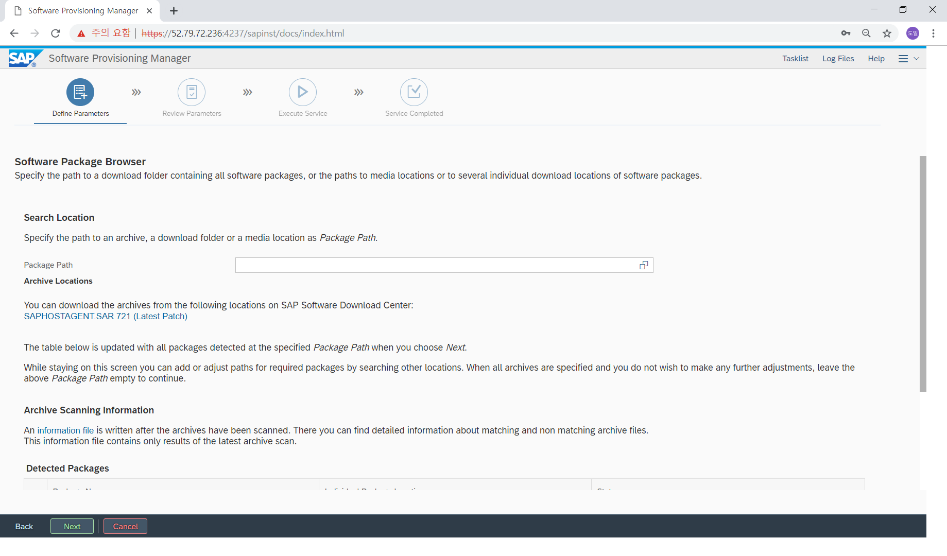 Software Provisioning Manager
주의 요함 https://52.79.72.236:4237/sapinst/docs/index.html
SAP Software Provisioning Manager Tasklist Log Files Help
Define Parameters Review Parameters Execute Service Service Completed
Software Package Browser
Specify the path to a download folder containing all software packages, or the paths to media locations or to several individual download locations of software packages.
Search Location
Specify the path to an archive, a download folder or a media location as Package Path.
Package Path
Archive Locations
You can download the archives from the following locations on SAP Software Download Center:
SAPHOSTAGENT.SAR 721 (Latest Patch)
The table below is updated with all packages detected at the specified Package Path when you choose Next.
While staying on this screen you can add or adjust paths for required packages by searching other locations. When all archives are specified and you do not wish to make any further adjustments, leave the
above Package Path empty to continue.
Archive Scanning Information
An information file is written after the archives have been scanned. There you can find detailed information about matching and non matching archive files.
This information file contains only results of the latest archive scan.
Detected Packages
Back Next Cancel